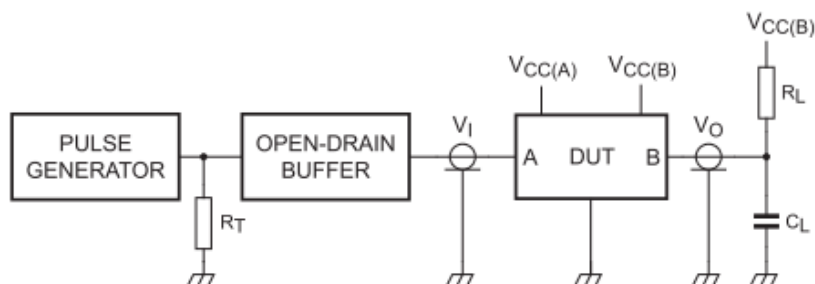 VCC(B)
VCC(A)
VCC(B)
RL
PULSE
GENERATOR
OPEN-DRAIN
BUFFER
VI
A
DUT
B
VO
RT
CL